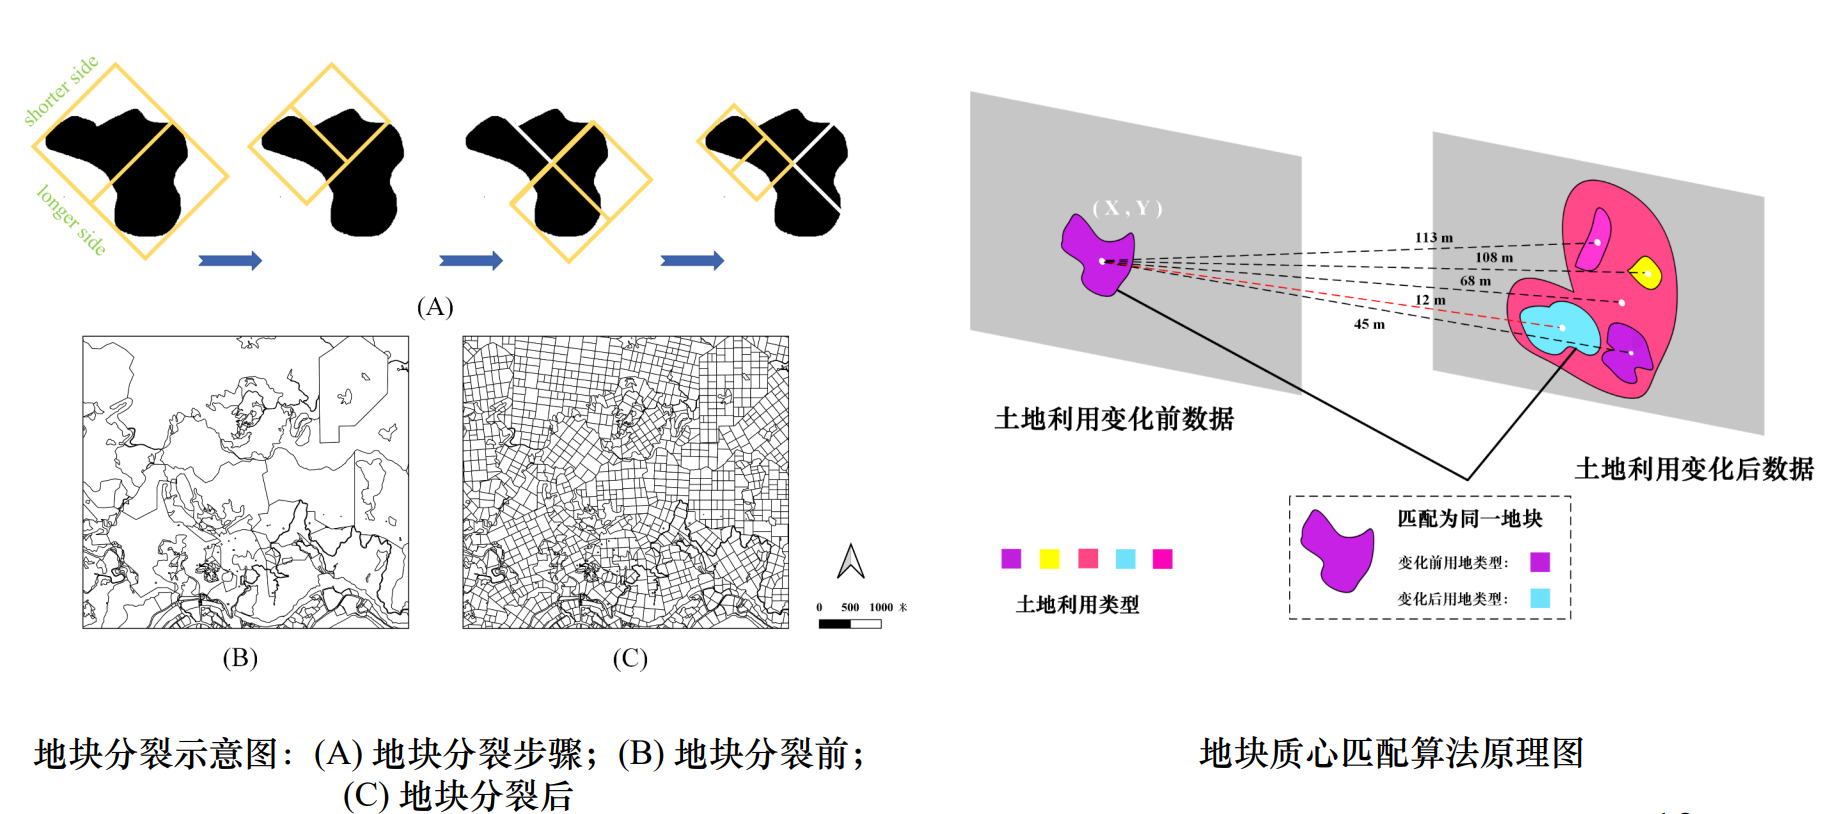 shorter side
longer side
(A)
(B)
(C)
0 500 1000 米
地块分裂示意图：(A) 地块分裂步骤；(B) 地块分裂前；
(C) 地块分裂后
( X , Y )
113 m
108 m
68 m
12 m
45 m
土地利用变化前数据
土地利用变化后数据
土地利用类型
匹配为同一地块
变化前用地类型：
变化后用地类型：
地块质心匹配算法原理图